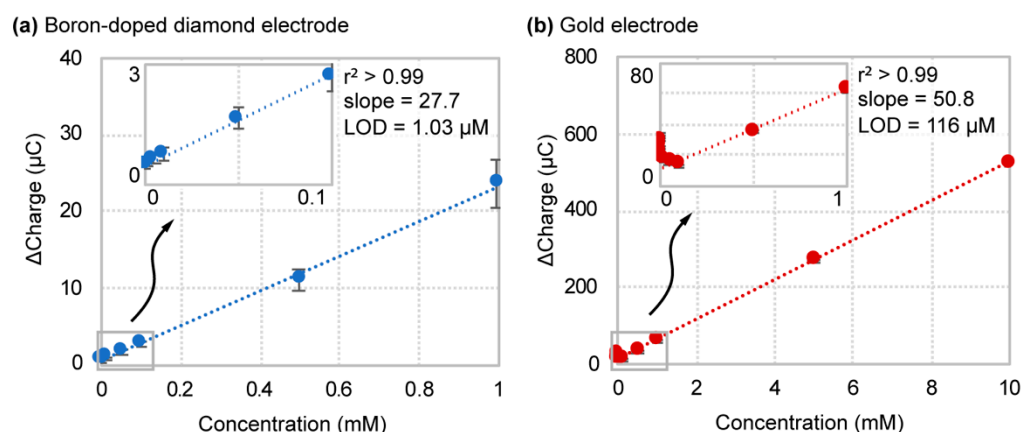 (a) Boron-doped diamond electrode
40
30
20
10
0
ΔCharge (µC)
3
0
0
0.1
r² > 0.99
slope = 27.7
LOD = 1.03 µM
0
0.2
0.4
0.6
0.8
1
Concentration (mM)
(b) Gold electrode
800
600
400
200
0
ΔCharge (µC)
80
0
0
1
r² > 0.99
slope = 50.8
LOD = 116 µM
0
2
4
6
8
10
Concentration (mM)